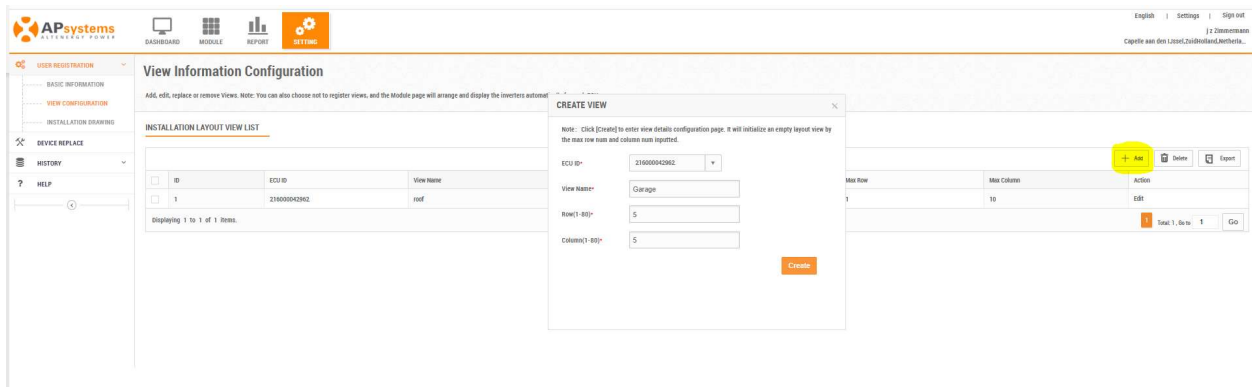 APsystems
ALTENERGY POWER
DASHBOARD
MODULE
REPORT
SETTING
English | Settings | Sign out
j z Zimmermann
Capelle aan den IJssel,ZuidHolland,Netherla...
USER REGISTRATION
BASIC INFORMATION
VIEW CONFIGURATION
INSTALLATION DRAWING
DEVICE REPLACE
HISTORY
? HELP
View Information Configuration
Add, edit, replace or remove Views. Note: You can also choose not to register views, and the Module page will arrange and display the inverters automat
INSTALLATION LAYOUT VIEW LIST
+ Add Delete Export
ID ECU ID View Name Max Row Max Column Action
1 216000042962 roof 1 10 Edit
Displaying 1 to 1 of 1 items.
1 Total: 1 , Go to 1 Go
CREATE VIEW
Note: Click [Create] to enter view details configuration page. It will initialize an empty layout view by
the max row num and column num inputted.
ECU ID* 216000042962
View Name* Garage
Row(1-80)* 5
Column(1-80)* 5
Create